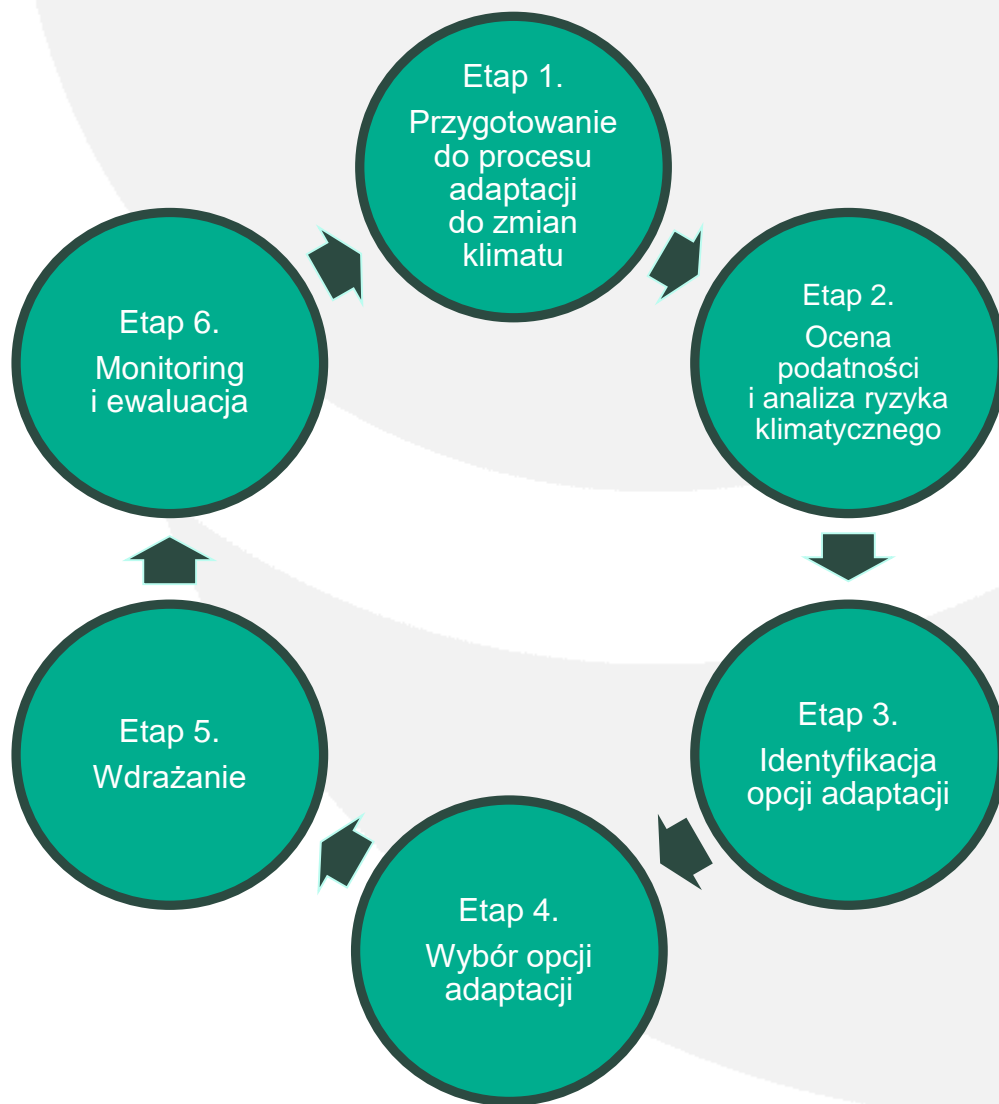 Etap 1.
Przygotowanie
do procesu
adaptacji
do zmian
klimatu
Etap 2.
Ocena
podatności
i analiza ryzyka
klimatycznego
Etap 3.
Identyfikacja
opcji adaptacji
Etap 4.
Wybór opcji
adaptacji
Etap 5.
Wdrażanie
Etap 6.
Monitoring
i ewaluacja